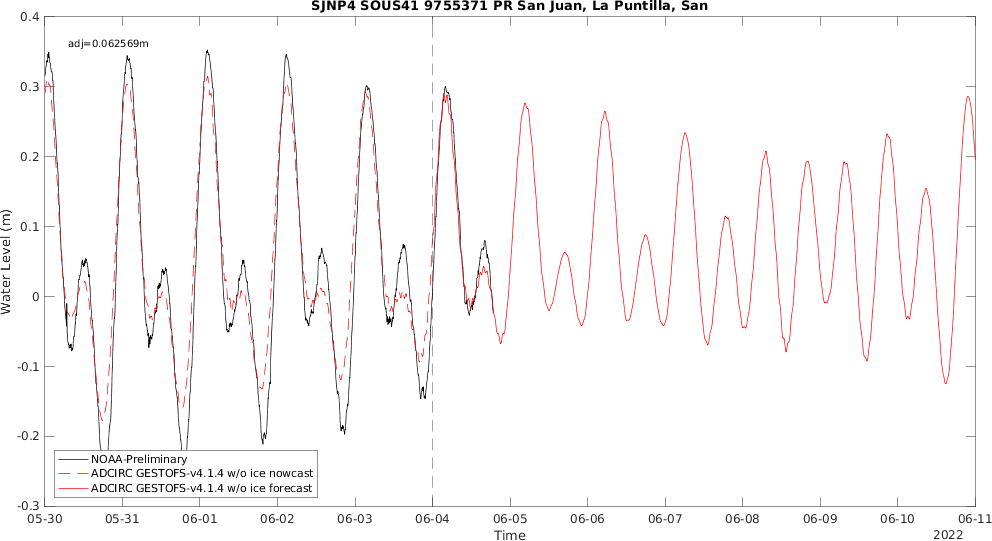 SJNP4 SOUS41 9755371 PR San Juan, La Puntilla, San
adj=0.062569m
0.4
0.3
0.2
0.1
0
-0.1
-0.2
-0.3
Water Level (m)
NOAA-Preliminary
ADCIRC GESTOFS-v4.1.4 w/o ice nowcast
ADCIRC GESTOFS-v4.1.4 w/o ice forecast
05-30 05-31 06-01 06-02 06-03 06-04 06-05 06-06 06-07 06-08 06-09 06-10 06-11
Time
2022